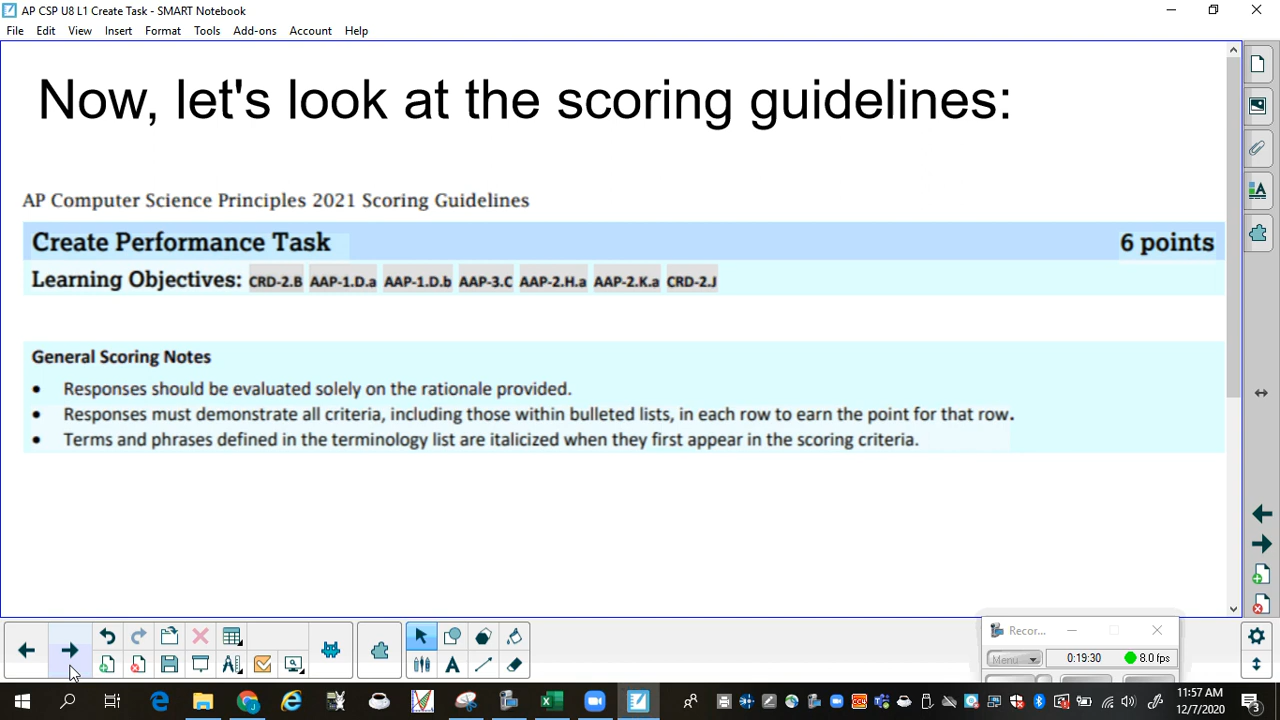 AP CSP U8 L1 Create Task - SMART Notebook
File Edit View Insert Format Tools Add-ons Account Help
Now, let's look at the scoring guidelines:
AP Computer Science Principles 2021 Scoring Guidelines
Create Performance Task 6 points
Learning Objectives: CRD-2.B AAP-1.D.a AAP-1.D.b AAP-3.C AAP-2.H.a AAP-2.K.a CRD-2.J
General Scoring Notes
• Responses should be evaluated solely on the rationale provided.
• Responses must demonstrate all criteria, including those within bulleted lists, in each row to earn the point for that row.
• Terms and phrases defined in the terminology list are italicized when they first appear in the scoring criteria.
Recor...
Menu 0:19:30 8.0 fps
11:57 AM
12/7/2020